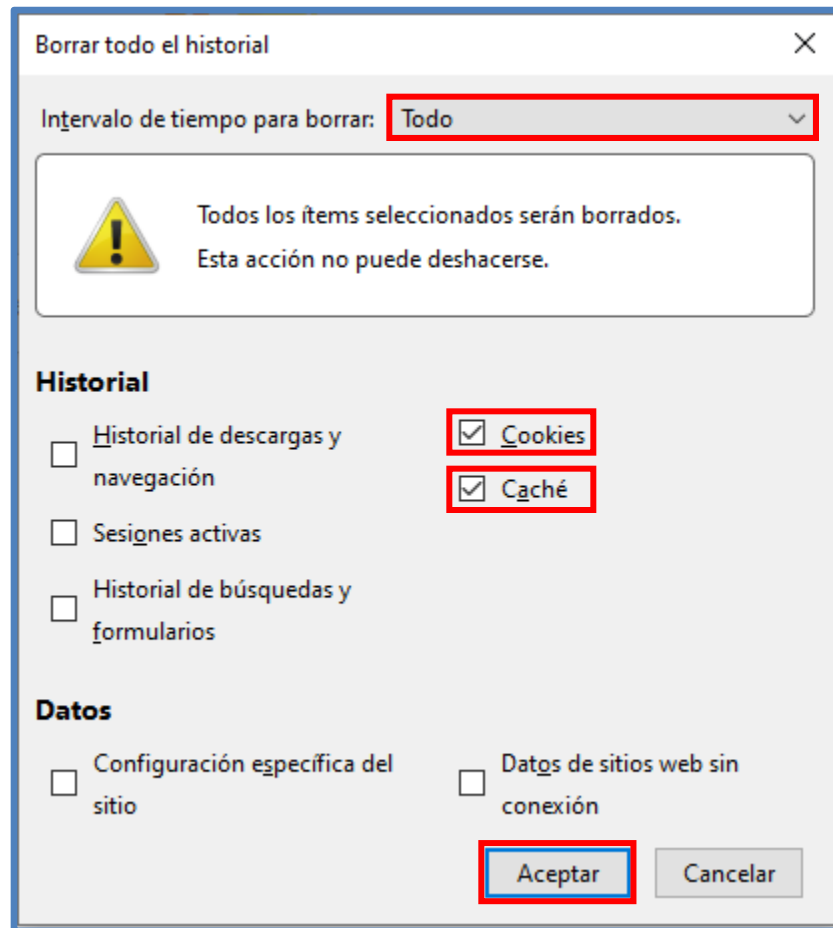 Borrar todo el historial
Intervalo de tiempo para borrar: Todo
Todos los ítems seleccionados serán borrados.
Esta acción no puede deshacerse.
Historial
Historial de descargas y
navegación
Cookies
Caché
Sesiones activas
Historial de búsquedas y
formularios
Datos
Configuración específica del
sitio
Datos de sitios web sin
conexión
Aceptar
Cancelar